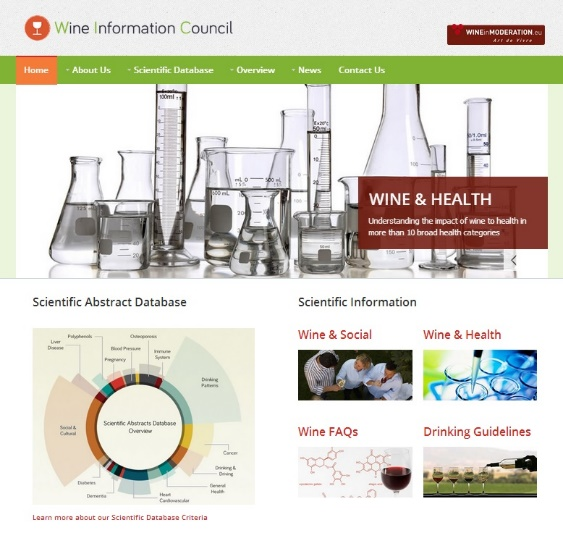 Wine Information Council
WINEinMODERATION.eu
Art de Vivre
Home
About Us
Scientific Database
Overview
News
Contact Us
100ml
WINE & HEALTH
Understanding the impact of wine to health in
more than 10 broad health categories
Scientific Abstract Database
Scientific Information
Polyphenols
Osteoporosis
Liver
Disease
Blood Pressure
Immune
System
Pregnancy
Drinking
Patterns
Scientific Abstracts Database
Overview
Social &
Cultural
Cancer
Drinking &
Driving
Diabetes
General
Health
Dementia
Heart
Cardiovascular
Wine & Social
Wine & Health
Wine FAQs
Drinking Guidelines
Learn more about our Scientific Database Criteria